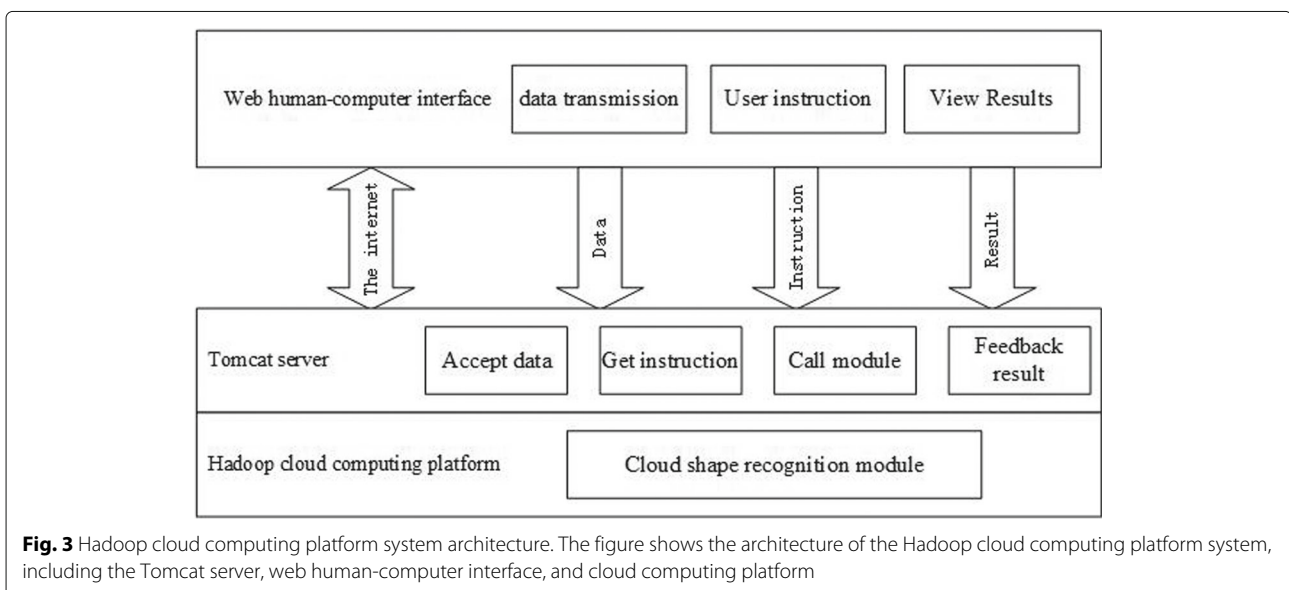 Web human-computer interface
data transmission
User instruction
View Results
The internet
Data
Instruction
Result
Tomcat server
Accept data
Get instruction
Call module
Feedback
result
Hadoop cloud computing platform
Cloud shape recognition module
Fig. 3 Hadoop cloud computing platform system architecture. The figure shows the architecture of the Hadoop cloud computing platform system,
including the Tomcat server, web human-computer interface, and cloud computing platform